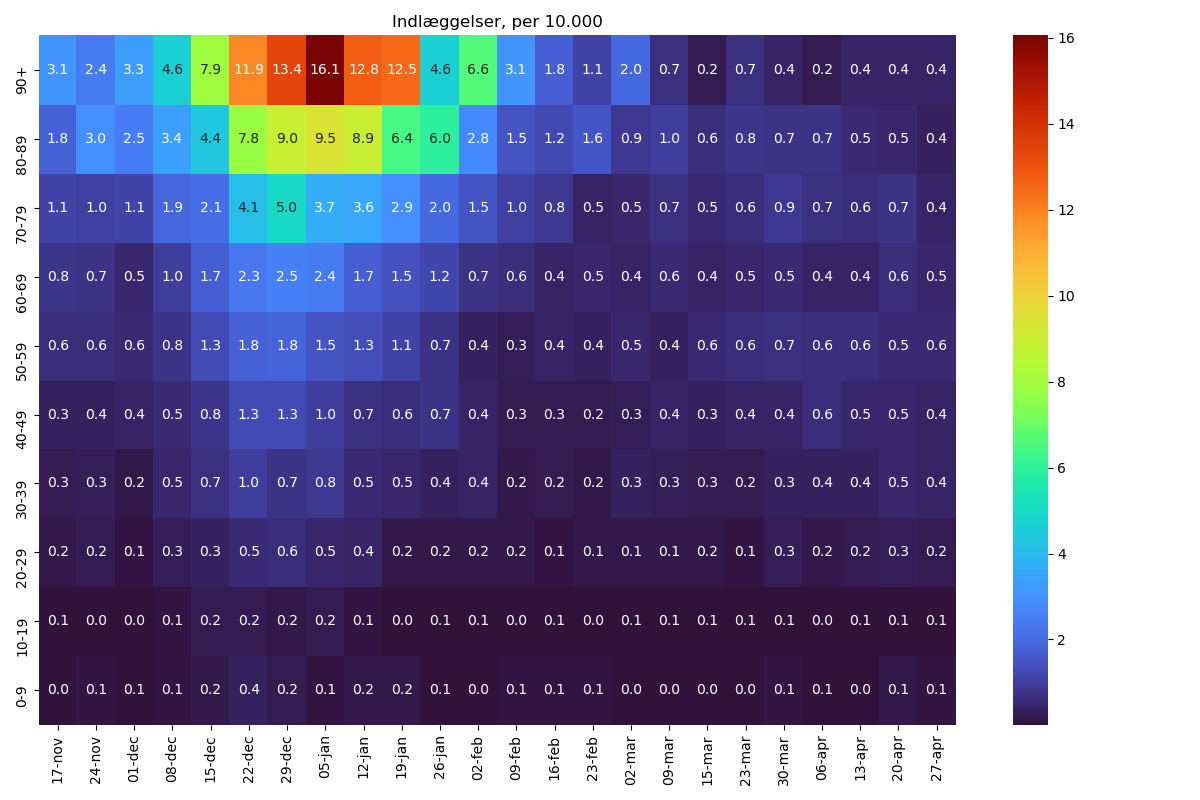 Indlæggelser, per 10.000
90+ 3.1 2.4 3.3 4.6 7.9 11.9 13.4 16.1 12.8 12.5 4.6 6.6 3.1 1.8 1.1 2.0 0.7 0.2 0.7 0.4 0.2 0.4 0.4 0.4
80-89 1.8 3.0 2.5 3.4 4.4 7.8 9.0 9.5 8.9 6.4 6.0 2.8 1.5 1.2 1.6 0.9 1.0 0.6 0.8 0.7 0.7 0.5 0.5 0.4
70-79 1.1 1.0 1.1 1.9 2.1 4.1 5.0 3.7 3.6 2.9 2.0 1.5 1.0 0.8 0.5 0.5 0.7 0.5 0.6 0.9 0.7 0.6 0.7 0.4
60-69 0.8 0.7 0.5 1.0 1.7 2.3 2.5 2.4 1.7 1.5 1.2 0.7 0.6 0.4 0.5 0.4 0.6 0.4 0.5 0.5 0.4 0.4 0.6 0.5
50-59 0.6 0.6 0.6 0.8 1.3 1.8 1.8 1.5 1.3 1.1 0.7 0.4 0.3 0.4 0.4 0.5 0.4 0.6 0.6 0.7 0.6 0.6 0.5 0.6
40-49 0.3 0.4 0.4 0.5 0.8 1.3 1.3 1.0 0.7 0.6 0.7 0.4 0.3 0.3 0.2 0.3 0.4 0.3 0.4 0.4 0.6 0.5 0.5 0.4
30-39 0.3 0.3 0.2 0.5 0.7 1.0 0.7 0.8 0.5 0.5 0.4 0.4 0.2 0.2 0.2 0.3 0.3 0.3 0.2 0.3 0.4 0.4 0.5 0.4
20-29 0.2 0.2 0.1 0.3 0.3 0.5 0.6 0.5 0.4 0.2 0.2 0.2 0.2 0.1 0.1 0.1 0.1 0.2 0.1 0.3 0.2 0.2 0.3 0.2
10-19 0.1 0.0 0.0 0.1 0.2 0.2 0.2 0.2 0.1 0.0 0.1 0.1 0.0 0.1 0.0 0.1 0.1 0.1 0.1 0.1 0.0 0.1 0.1 0.1
0-9 0.0 0.1 0.1 0.1 0.2 0.4 0.2 0.1 0.2 0.2 0.1 0.0 0.1 0.1 0.1 0.0 0.0 0.0 0.0 0.1 0.1 0.0 0.1 0.1
17-nov 24-nov 01-dec 08-dec 15-dec 22-dec 29-dec 05-jan 12-jan 19-jan 26-jan 02-feb 09-feb 16-feb 23-feb 02-mar 09-mar 15-mar 23-mar 30-mar 06-apr 13-apr 20-apr 27-apr
16
14
12
10
8
6
4
2